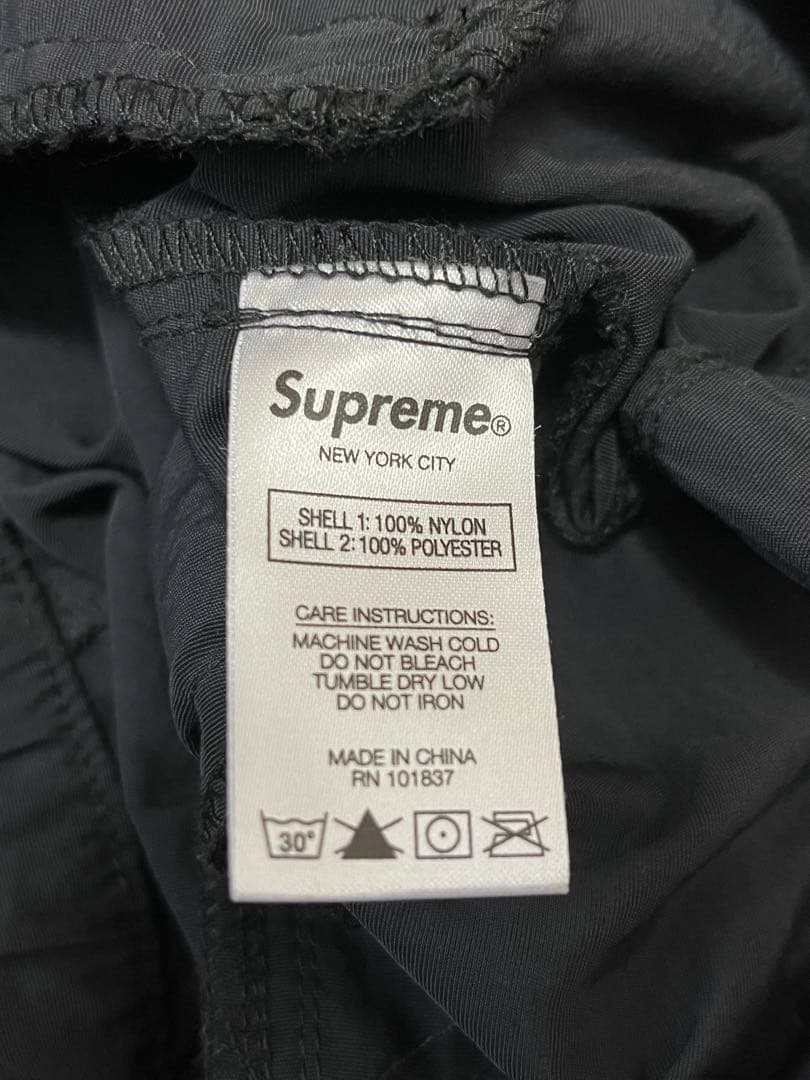 Supreme®
NEW YORK CITY
SHELL 1: 100% NYLON
SHELL 2: 100% POLYESTER
CARE INSTRUCTIONS:
MACHINE WASH COLD
DO NOT BLEACH
TUMBLE DRY LOW
DO NOT IRON
MADE IN CHINA
RN 101837
30°